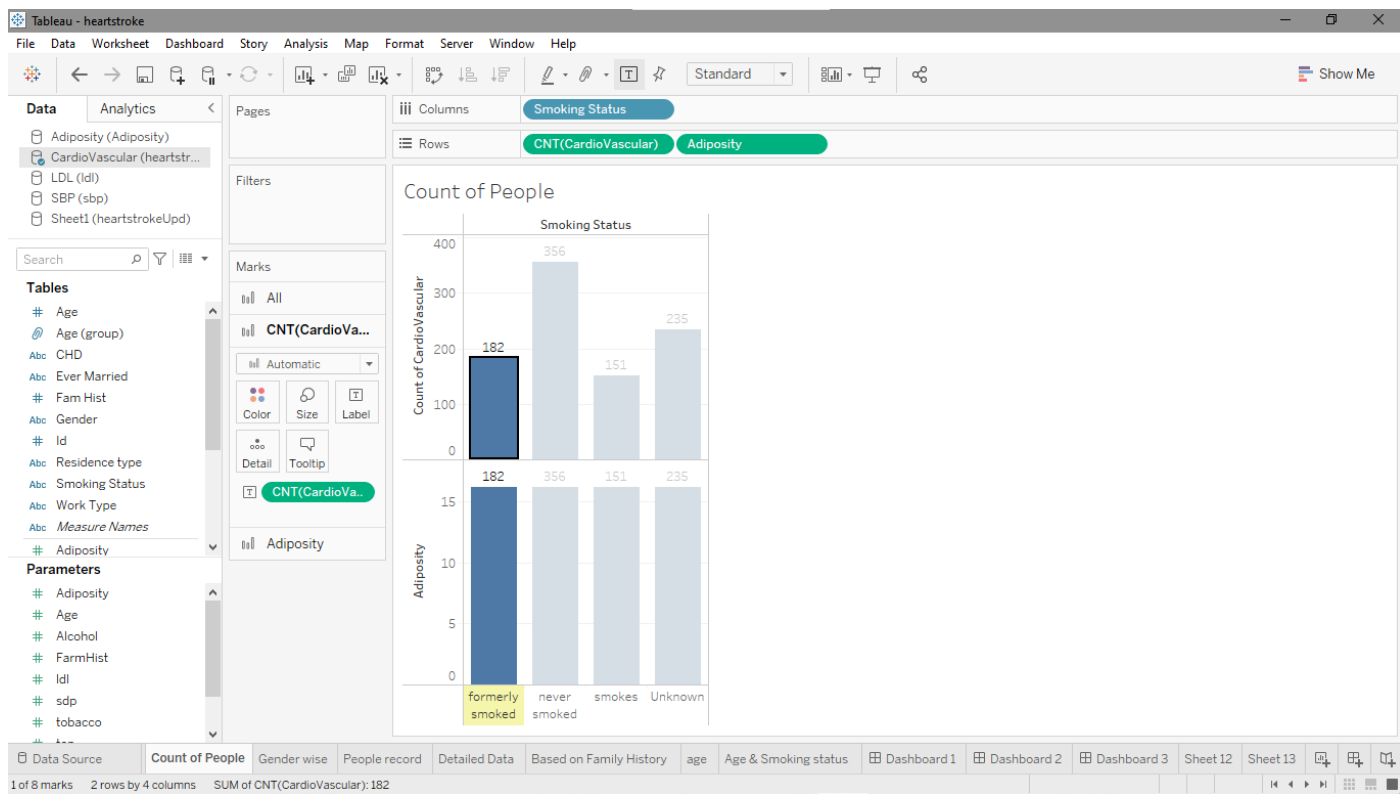 Tableau - heartstroke
File Data Worksheet Dashboard Story Analysis Map Format Server Window Help
Standard
Show Me
Data Analytics
Adiposity (Adiposity)
CardioVascular (heartstr...
LDL (ldl)
SBP (sbp)
Sheet1 (heartstrokeUpd)
Search
Tables
# Age
Age (group)
Abc CHD
Abc Ever Married
# Fam Hist
Abc Gender
# Id
Abc Residence type
Abc Smoking Status
Abc Work Type
Abc Measure Names
# Adiposity
Parameters
# Adiposity
# Age
# Alcohol
# FarmHist
# ldl
# sdp
# tobacco
Pages
Filters
Marks
All
CNT(CardioVa...
Automatic
Color Size Label
Detail Tooltip
T CNT(CardioVa..
Adiposity
Columns Smoking Status
Rows CNT(CardioVascular) Adiposity
Count of People
Smoking Status
Count of CardioVascular
400
300
200
100
0
182 356 151 235
Adiposity
15
10
5
0
182 356 151 235
formerly smoked never smoked smokes Unknown
Data Source Count of People Gender wise People record Detailed Data Based on Family History age Age & Smoking status Dashboard 1 Dashboard 2 Dashboard 3 Sheet 12 Sheet 13
1 of 8 marks 2 rows by 4 columns SUM of CNT(CardioVascular): 182